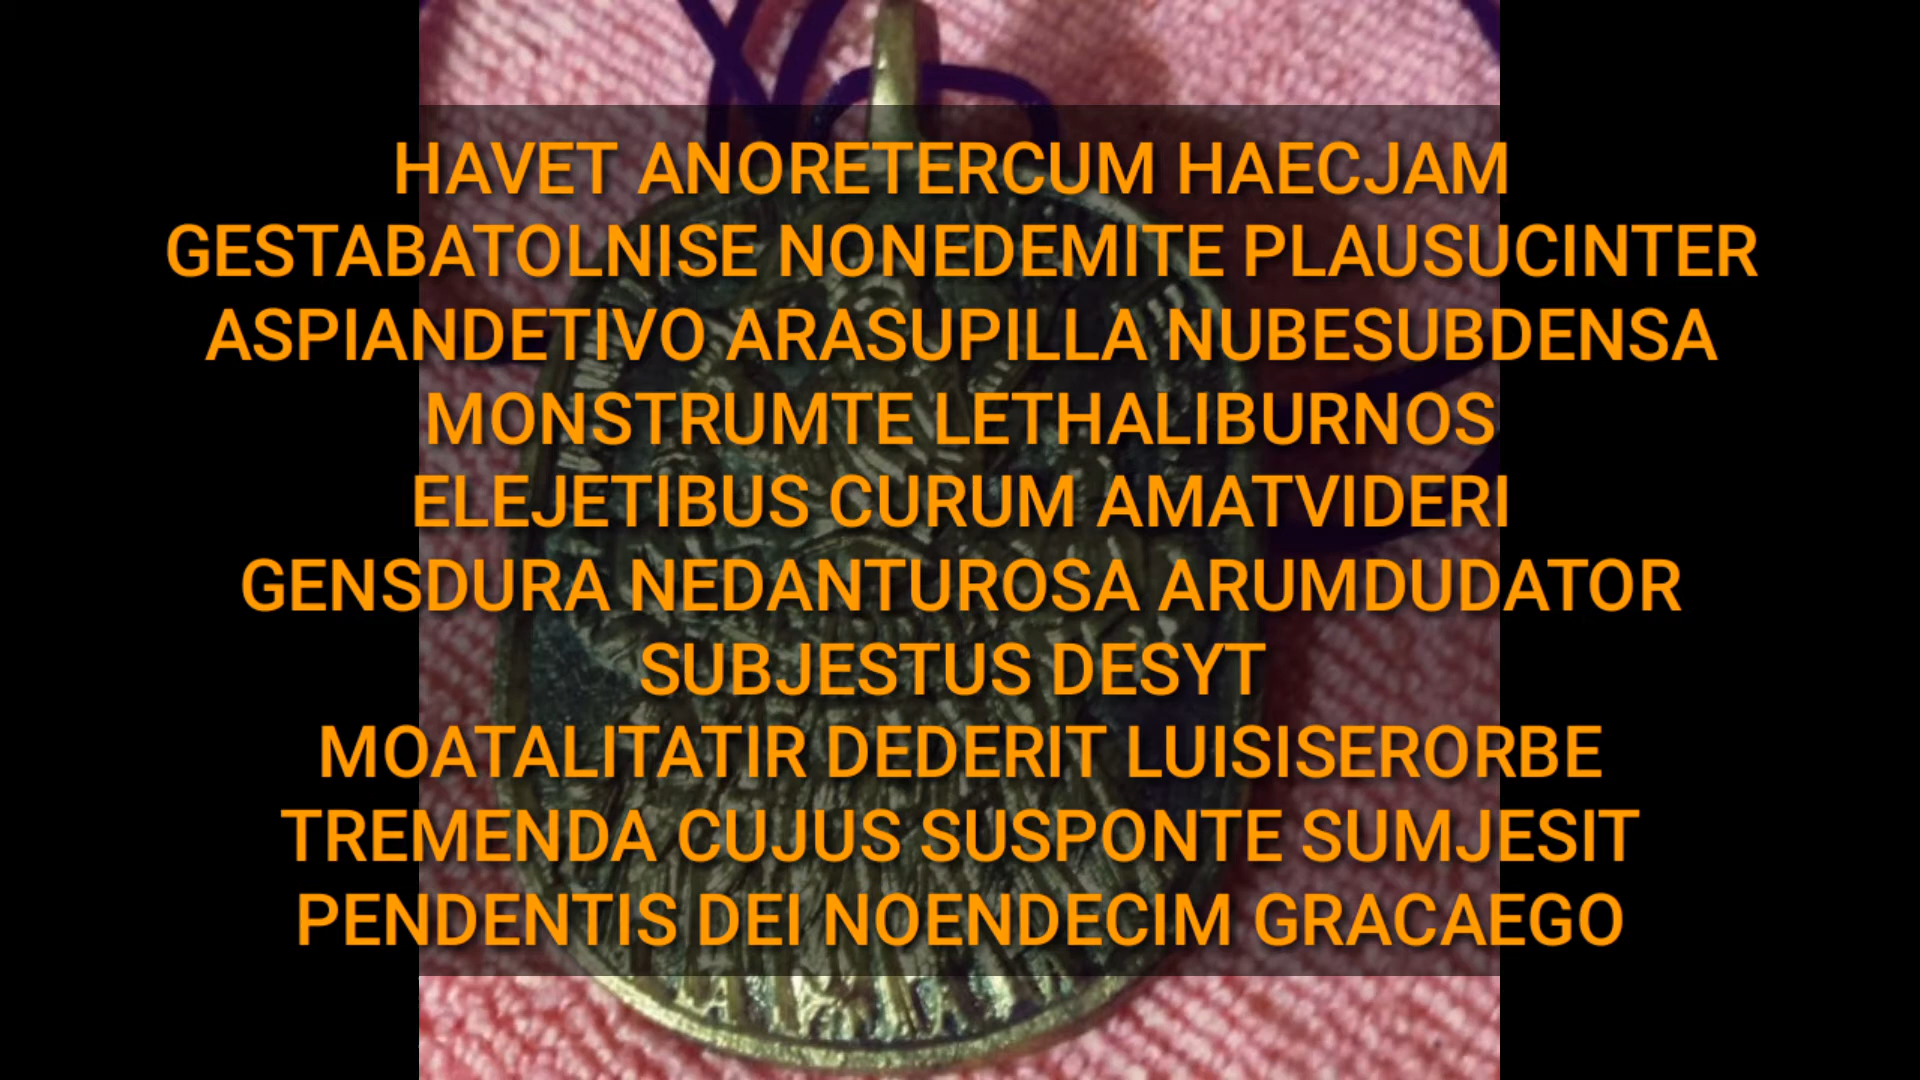 HAVET ANORETERCUM HAECJAM
GESTABATOLNISE NONEDEMITE PLAUSUCINTER
ASPIANDETIVO ARASUPILLA NUBESUBDENSA
MONSTRUMTE LETHALIBURNOS
ELEJETIBUS CURUM AMATVIDERI
GENSDURA NEDANTUROSA ARUMDUDATOR
SUBJESTUS DESYT
MOATALITATIR DEDERIT LUISISERORBE
TREMENDA CUJUS SUSPONTE SUMJESIT
PENDENTIS DEI NOENDECIM GRACAEGO